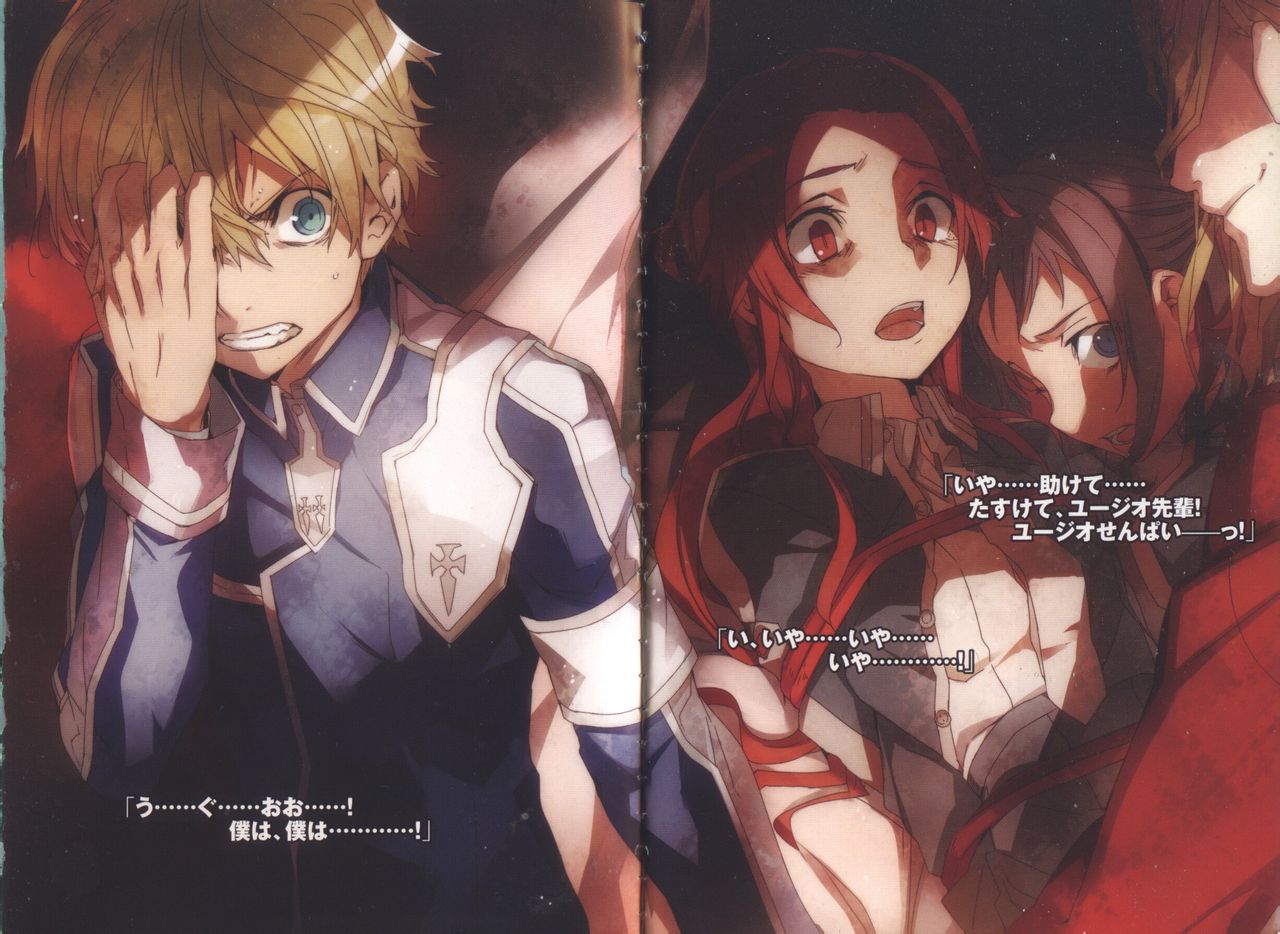 「いや……助けて……
たすけて、ユージオ先輩!
ユージオせんぱい――っ!」
「い、いや……いや……
いや…………!」
「う……ぐ……おお……!
僕は、僕は…………!」